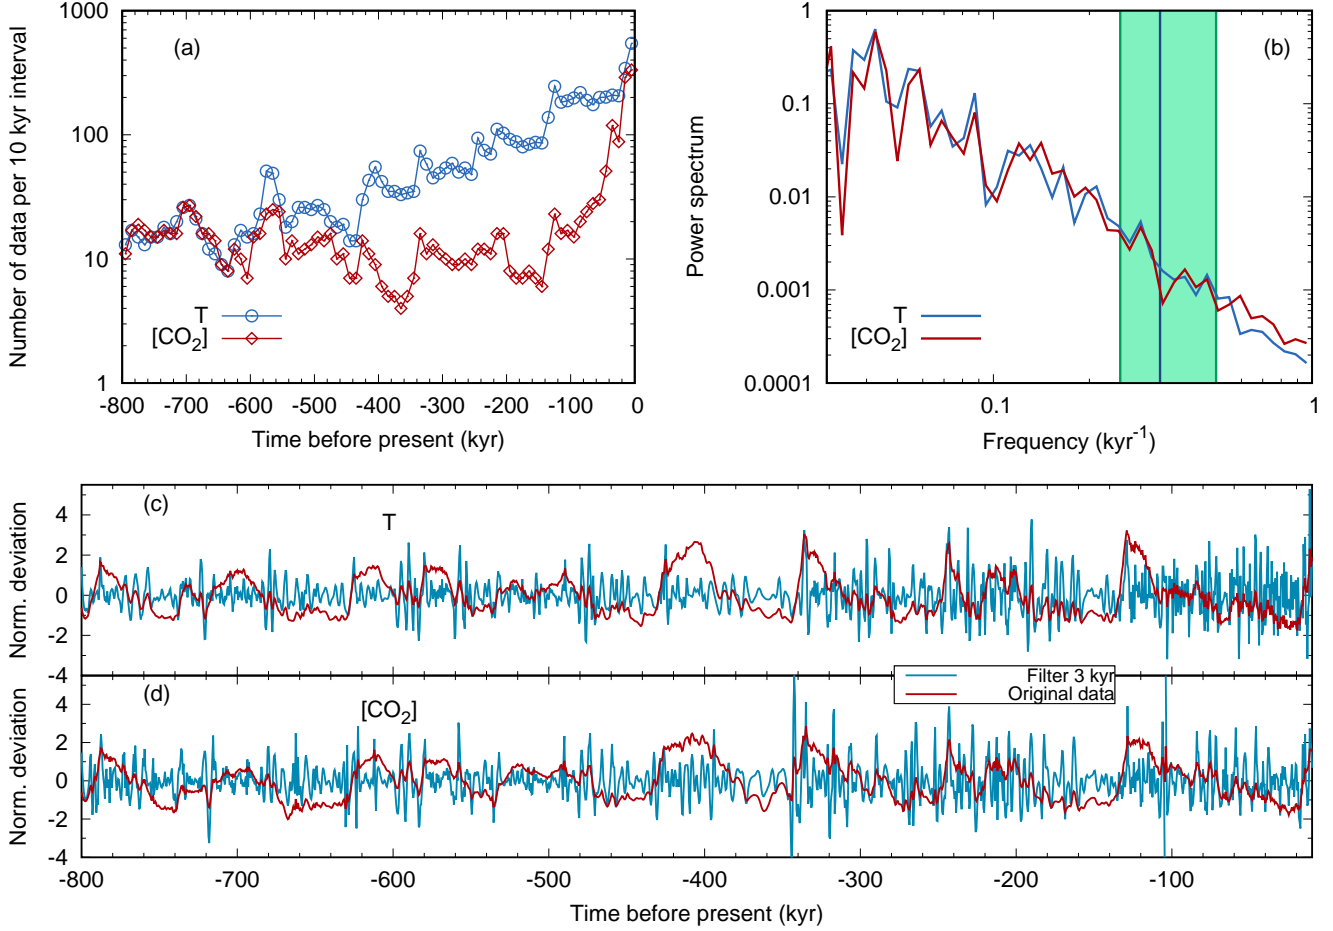 Number of data per 10 kyr interval
1000
100
10
1
(a)
T
[CO2]
-800 -700 -600 -500 -400 -300 -200 -100 0
Time before present (kyr)
Power spectrum
1
0.1
0.01
0.001
0.0001
(b)
T
[CO2]
0.1 1
Frequency (kyr-1)
Norm. deviation
4
2
0
-2
-4
(c)
T
Norm. deviation
4
2
0
-2
-4
(d)
[CO2]
Filter 3 kyr
Original data
-800 -700 -600 -500 -400 -300 -200 -100
Time before present (kyr)